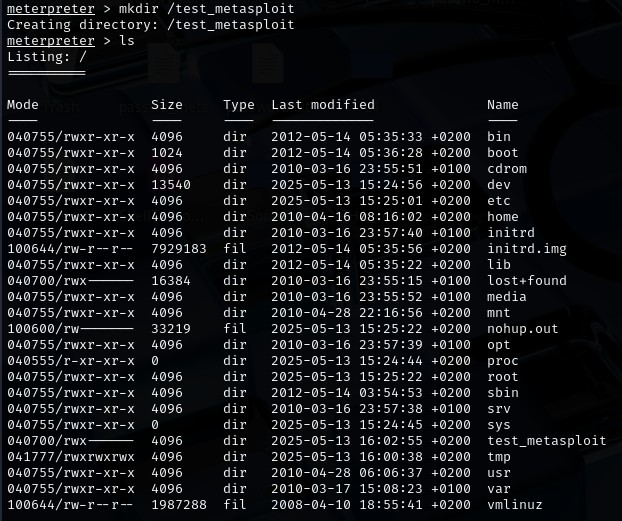 meterpreter > mkdir /test_metasploit
Creating directory: /test_metasploit
meterpreter > ls
Listing: /
==========
Mode Size Type Last modified Name
---- ---- ---- ------------- ----
040755/rwxr-xr-x 4096 dir 2012-05-14 05:35:33 +0200 bin
040755/rwxr-xr-x 1024 dir 2012-05-14 05:36:28 +0200 boot
040755/rwxr-xr-x 4096 dir 2010-03-16 23:55:51 +0100 cdrom
040755/rwxr-xr-x 13540 dir 2025-05-13 15:24:56 +0200 dev
040755/rwxr-xr-x 4096 dir 2025-05-13 15:25:01 +0200 etc
040755/rwxr-xr-x 4096 dir 2010-04-16 08:16:02 +0200 home
040755/rwxr-xr-x 4096 dir 2010-03-16 23:57:40 +0100 initrd
100644/rw-r--r-- 7929183 fil 2012-05-14 05:35:56 +0200 initrd.img
040755/rwxr-xr-x 4096 dir 2012-05-14 05:35:22 +0200 lib
040700/rwx------ 16384 dir 2010-03-16 23:55:15 +0100 lost+found
040755/rwxr-xr-x 4096 dir 2010-03-16 23:55:52 +0100 media
040755/rwxr-xr-x 4096 dir 2010-04-28 22:16:56 +0200 mnt
100600/rw------- 33219 fil 2025-05-13 15:25:22 +0200 nohup.out
040755/rwxr-xr-x 4096 dir 2010-03-16 23:57:39 +0100 opt
040555/r-xr-xr-x 0 dir 2025-05-13 15:24:44 +0200 proc
040755/rwxr-xr-x 4096 dir 2025-05-13 15:25:22 +0200 root
040755/rwxr-xr-x 4096 dir 2012-05-14 03:54:53 +0200 sbin
040755/rwxr-xr-x 4096 dir 2010-03-16 23:57:38 +0100 srv
040755/rwxr-xr-x 0 dir 2025-05-13 15:24:45 +0200 sys
040700/rwx------ 4096 dir 2025-05-13 16:02:55 +0200 test_metasploit
041777/rwxrwxrwx 4096 dir 2025-05-13 16:00:38 +0200 tmp
040755/rwxr-xr-x 4096 dir 2010-04-28 06:06:37 +0200 usr
040755/rwxr-xr-x 4096 dir 2010-03-17 15:08:23 +0100 var
100644/rw-r--r-- 1987288 fil 2008-04-10 18:55:41 +0200 vmlinuz